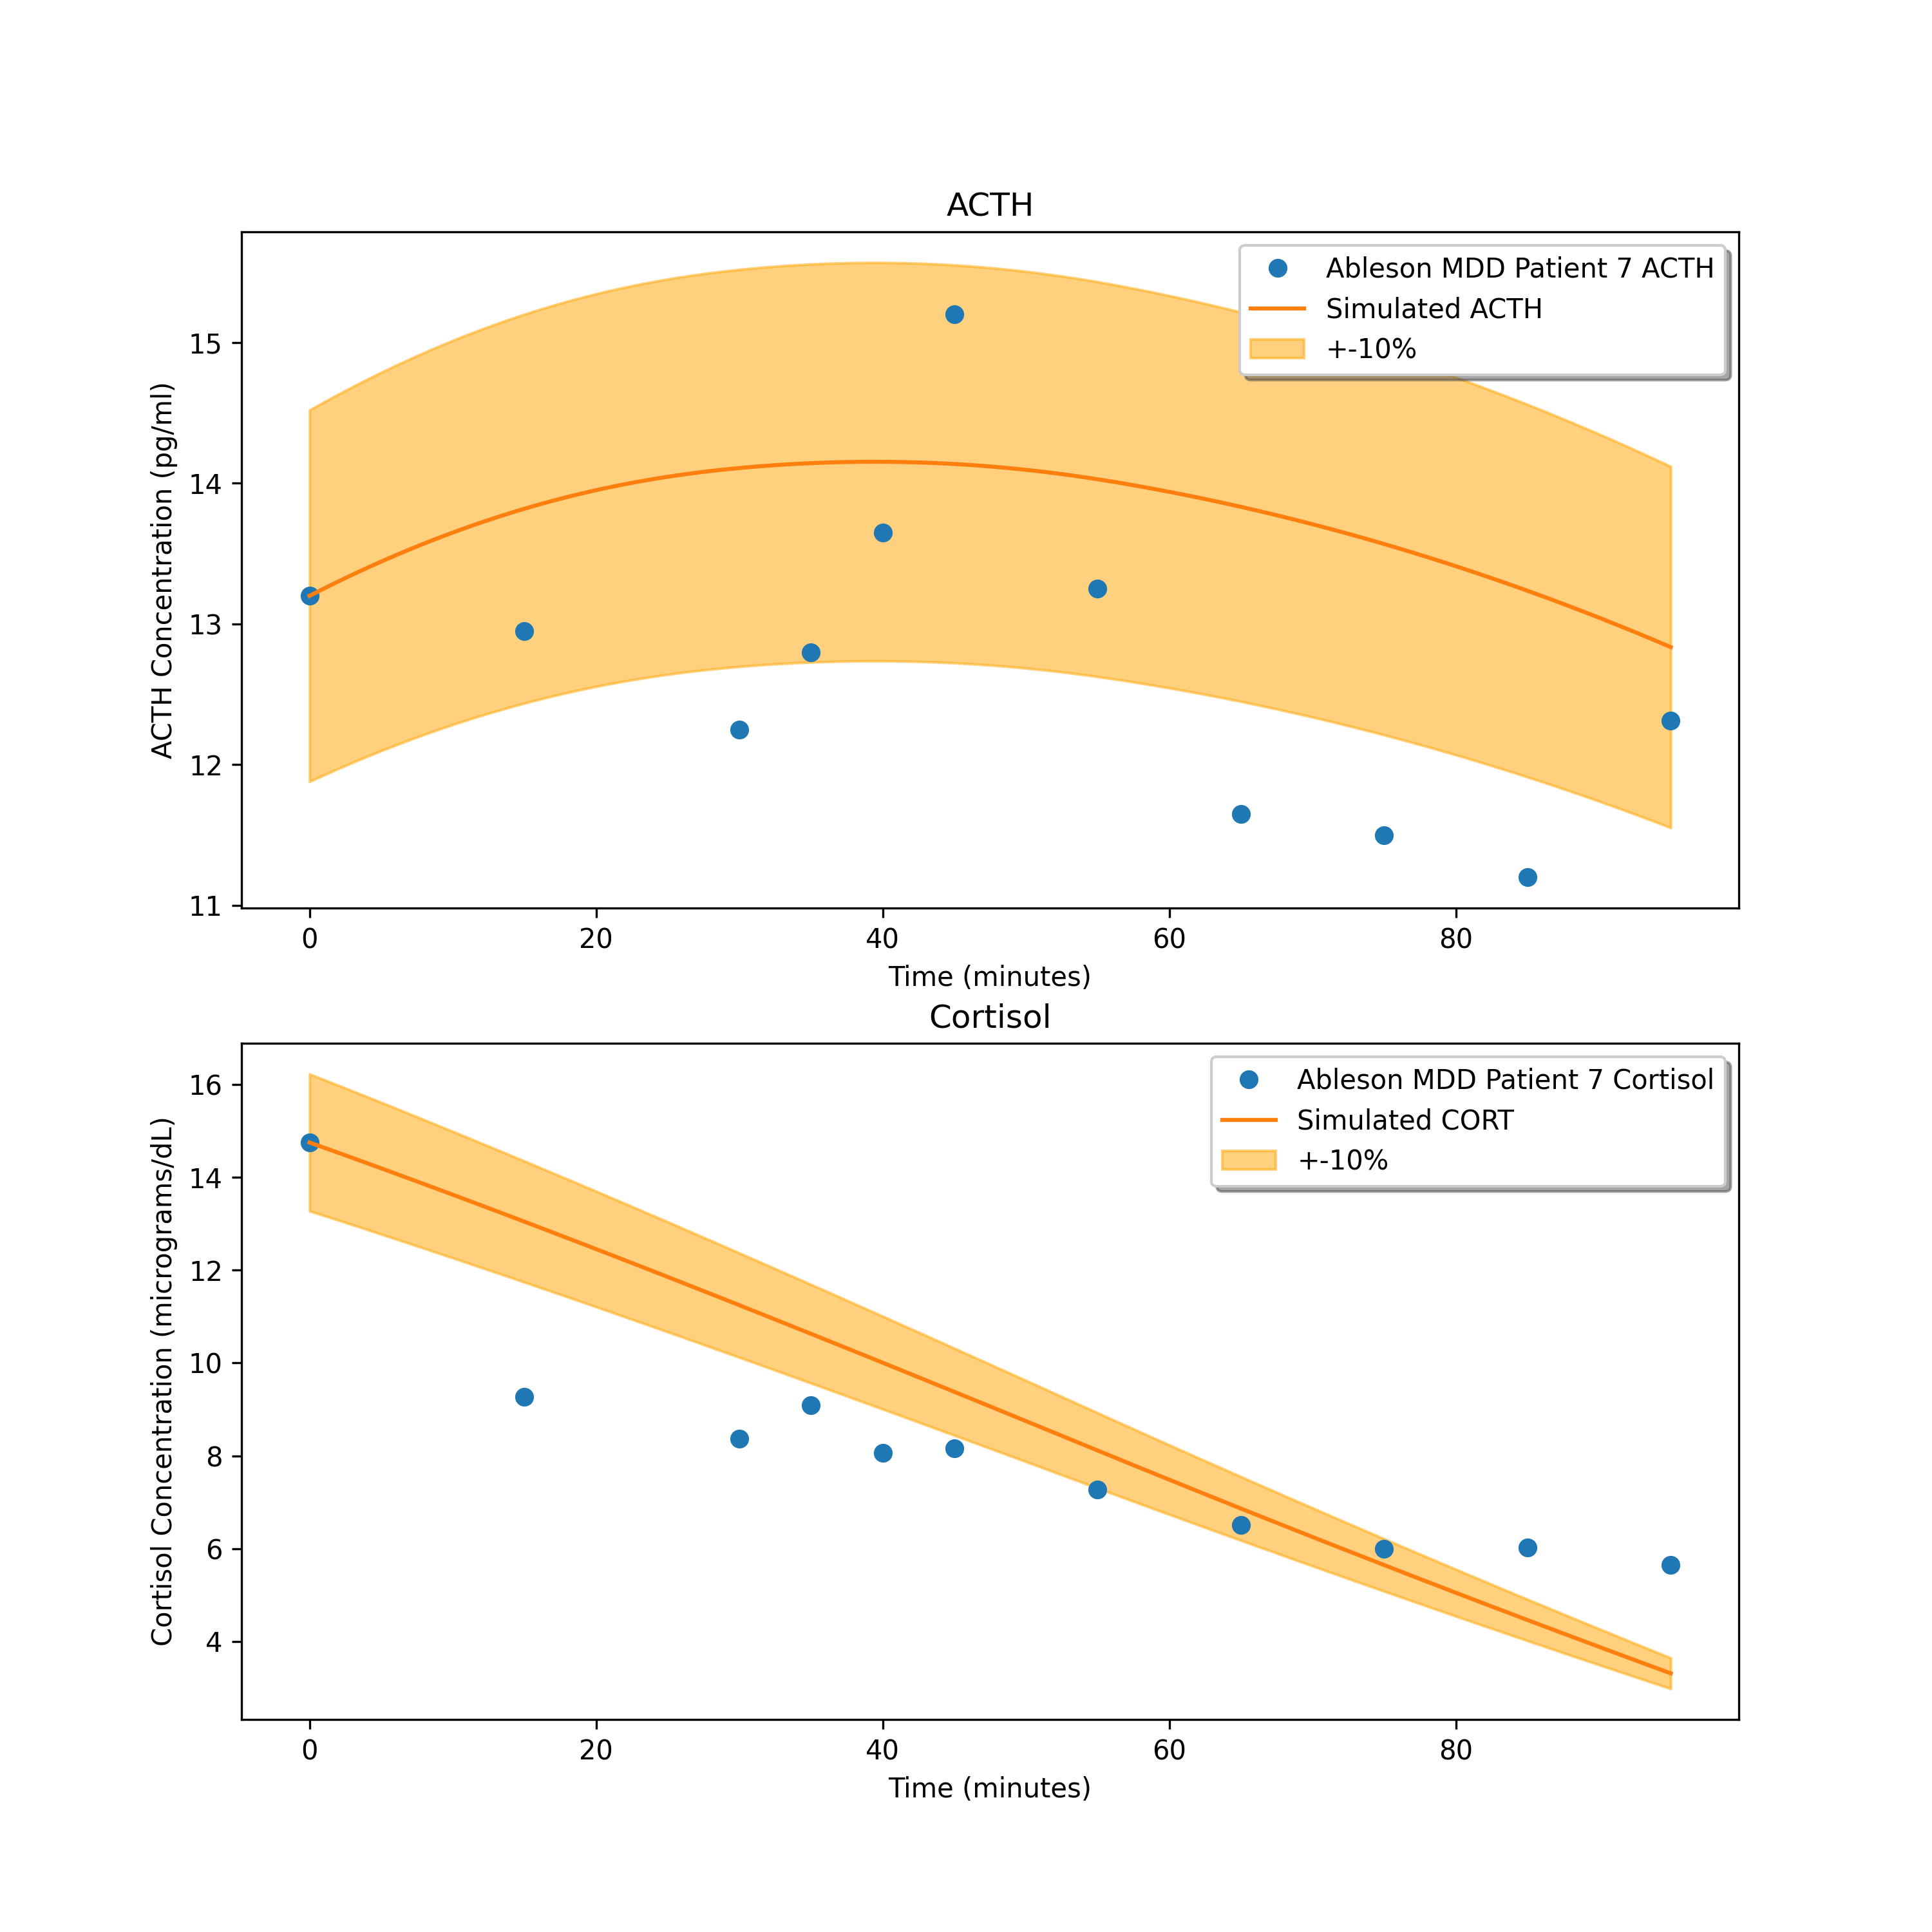 ACTH
Ableson MDD Patient 7 ACTH
Simulated ACTH
+-10%
ACTH Concentration (pg/ml)
15
14
13
12
11
0 20 40 60 80
Time (minutes)
Cortisol
Ableson MDD Patient 7 Cortisol
Simulated CORT
+-10%
Cortisol Concentration (micrograms/dL)
16
14
12
10
8
6
4
0 20 40 60 80
Time (minutes)